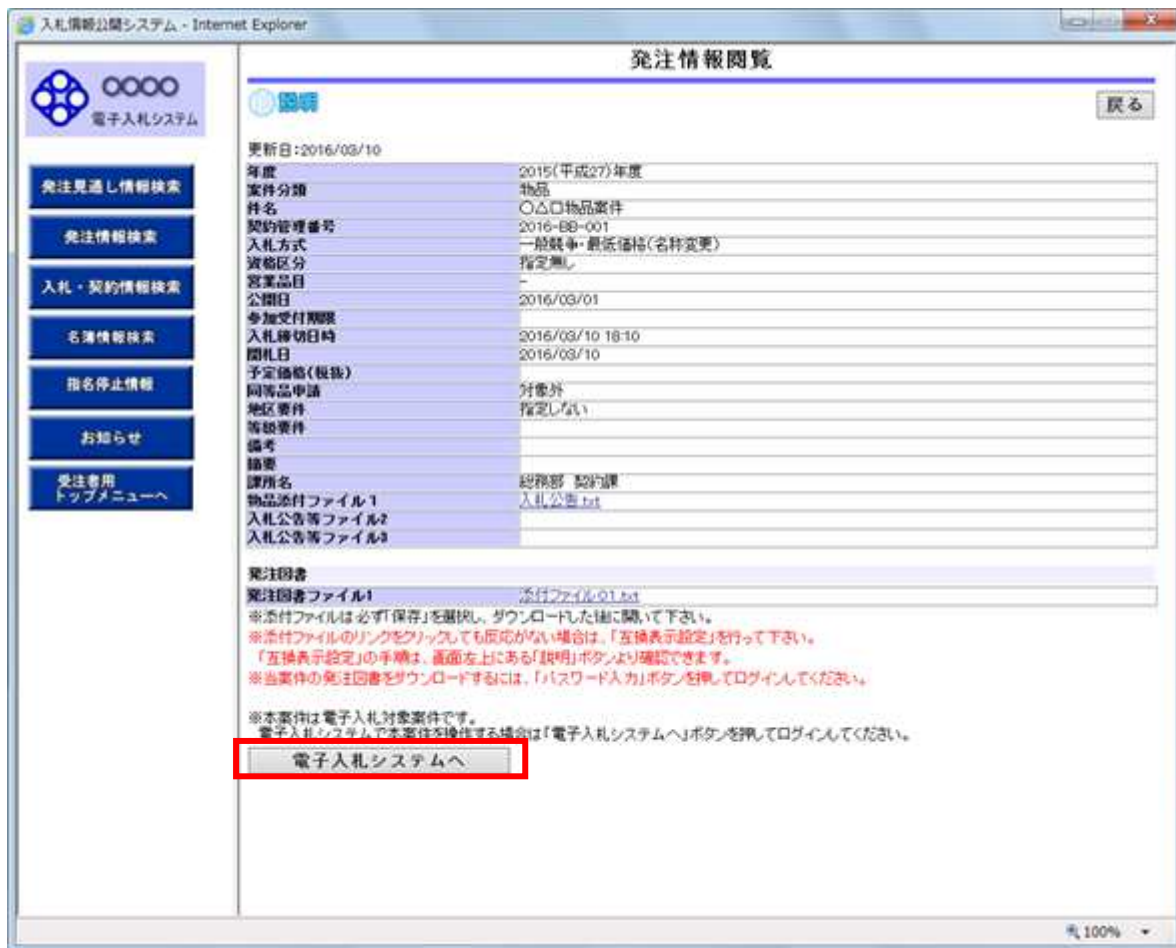 入札情報公開システム - Internet Explorer
○○○○
電子入札システム
発注見通し情報検索
発注情報検索
入札・契約情報検索
名簿情報検索
指名停止情報
お知らせ
受注者用
トップメニューへ
発注情報閲覧
説明
戻る
更新日:2016/03/10
年度 2015(平成27)年度
案件分類 物品
件名 ○△□物品案件
契約管理番号 2016-BB-001
入札方式 一般競争・最低価格(名称変更)
資格区分 指定無し
営業品目 -
公開日 2016/03/01
参加受付期限
入札締切日時 2016/03/10 18:10
開札日 2016/03/10
予定価格(税抜)
同等品申請 対象外
地区要件 指定しない
等級要件
備考
摘要
課所名 総務部 契約課
物品添付ファイル1 入札公告.txt
入札公告等ファイル2
入札公告等ファイル3
発注図書
発注図書ファイル1 添付ファイル01.txt
※添付ファイルは必ず「保存」を選択し、ダウンロードした後に開いて下さい。
※添付ファイルのリンクをクリックしても反応がない場合は、「互換表示設定」を行って下さい。
「互換表示設定」の手順は、画面左上にある「説明」ボタンより確認できます。
※当案件の発注図書をダウンロードするには、「パスワード入力」ボタンを押してログインしてください。
※本案件は電子入札対象案件です。
電子入札システムで本案件を操作する場合は「電子入札システムへ」ボタンを押してログインしてください。
電子入札システムへ
100%